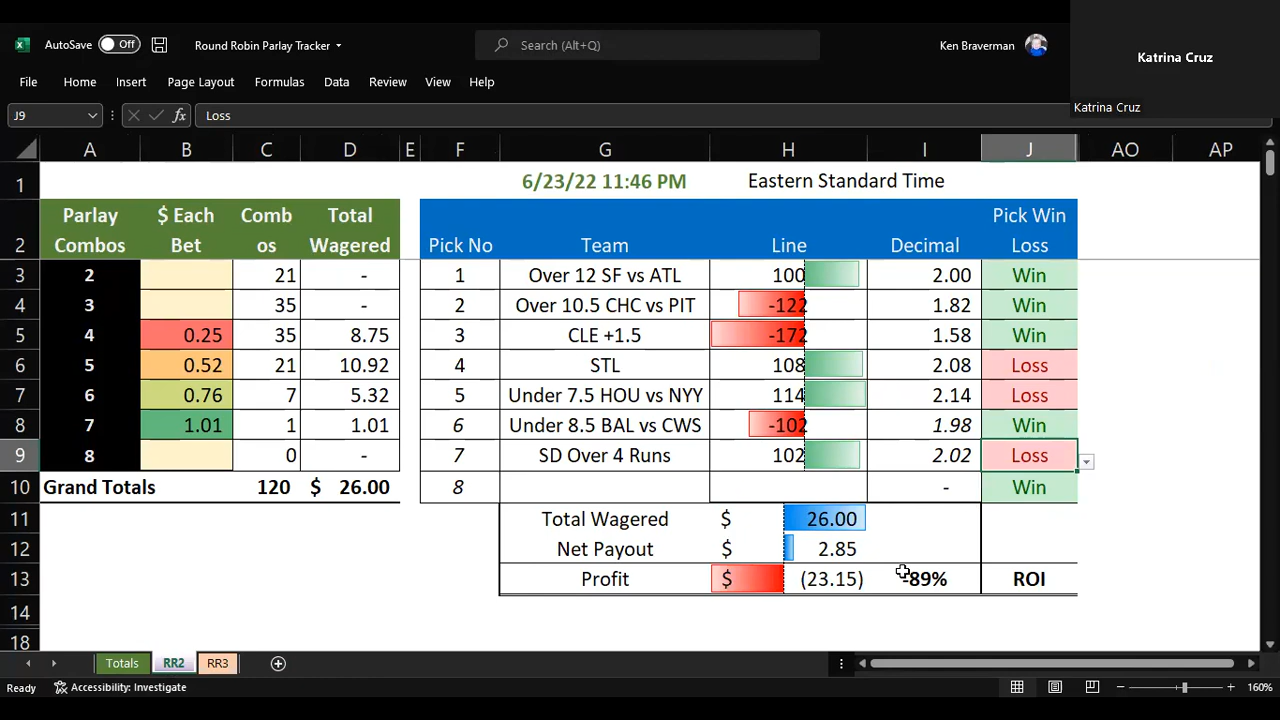 AutoSave Off Round Robin Parlay Tracker Search (Alt+Q) Ken Braverman
Katrina Cruz
Katrina Cruz
File Home Insert Page Layout Formulas Data Review View Help
J9 fx Loss
A B C D E F G H I J AO AP
1 6/23/22 11:46 PM Eastern Standard Time
Parlay $ Each Comb Total Pick Win
2 Combos Bet os Wagered Pick No Team Line Decimal Loss
3 2 21 - 1 Over 12 SF vs ATL 100 2.00 Win
4 3 35 - 2 Over 10.5 CHC vs PIT -122 1.82 Win
5 4 0.25 35 8.75 3 CLE +1.5 -172 1.58 Win
6 5 0.52 21 10.92 4 STL 108 2.08 Loss
7 6 0.76 7 5.32 5 Under 7.5 HOU vs NYY 114 2.14 Loss
8 7 1.01 1 1.01 6 Under 8.5 BAL vs CWS -102 1.98 Win
9 8 0 - 7 SD Over 4 Runs 102 2.02 Loss
10 Grand Totals 120 $ 26.00 8 - Win
11 Total Wagered $ 26.00
12 Net Payout $ 2.85
13 Profit $ (23.15) -89% ROI
14
18
Totals RR2 RR3
Ready Accessibility: Investigate 160%